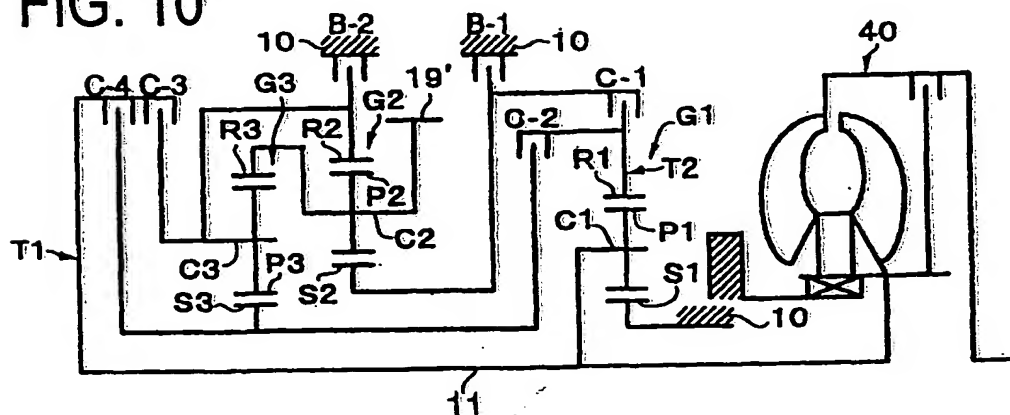 FIG. 10
B-2
B-1
10
10
40
C-4
C-3
G3
G2
19'
C-1
C-2
G1
R3
R2
R1
T2
P2
C1
P1
T1
C3
P3
C2
S1
S3
S2
10
11